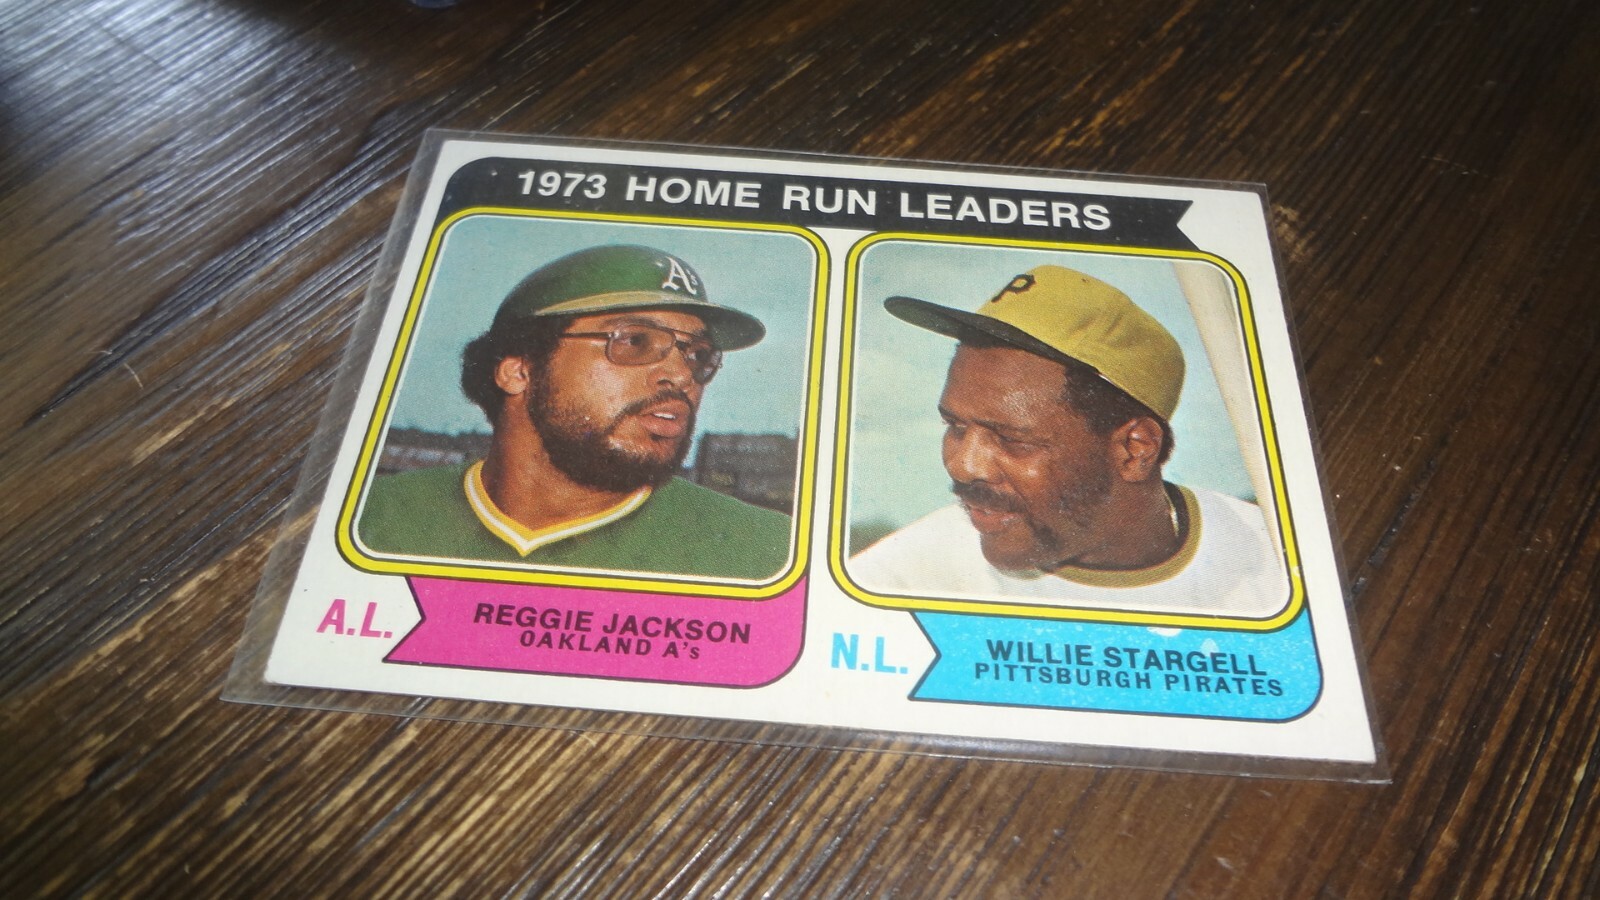 1973 HOME RUN LEADERS
A's
P
A.L.
REGGIE JACKSON
OAKLAND A's
N.L.
WILLIE STARGELL
PITTSBURGH PIRATES